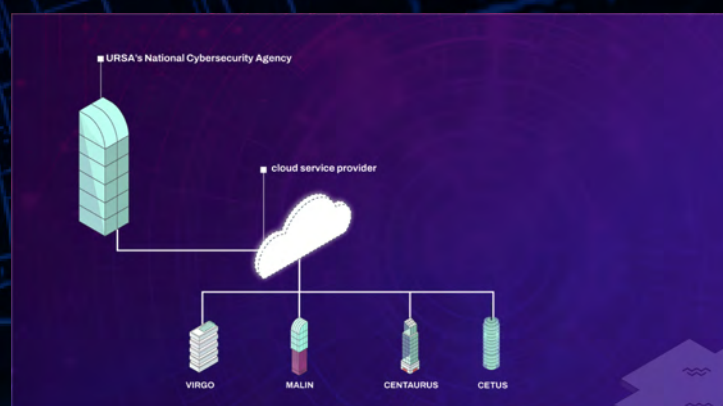 URSA's National Cybersecurity Agency
cloud service provider
VIRGO
MALIN
CENTAURUS
CETUS